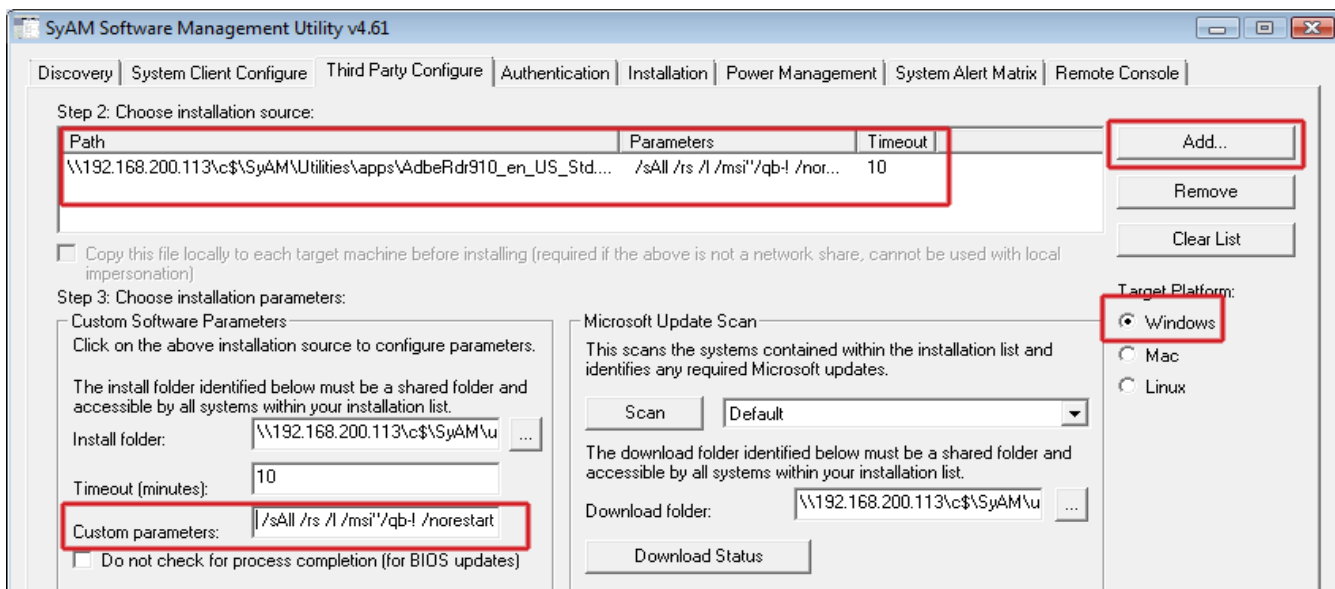 SyAM Software Management Utility v4.61
Discovery System Client Configure Third Party Configure Authentication Installation Power Management System Alert Matrix Remote Console
Step 2: Choose installation source:
Path Parameters Timeout
\\192.168.200.113\c$\SyAM\Utilities\apps\AdbeRdr910_en_US_Std.... /sAll /rs /l /msi"/qb-! /nor... 10
Add...
Remove
Clear List
Copy this file locally to each target machine before installing (required if the above is not a network share, cannot be used with local
impersonation)
Target Platform:
Windows
Mac
Linux
Step 3: Choose installation parameters:
Custom Software Parameters
Click on the above installation source to configure parameters.
The install folder identified below must be a shared folder and
accessible by all systems within your installation list.
Install folder: \\192.168.200.113\c$\SyAM\u ...
Timeout (minutes): 10
Custom parameters: /sAll /rs /l /msi"/qb-! /norestart
Do not check for process completion (for BIOS updates)
Microsoft Update Scan
This scans the systems contained within the installation list and
identifies any required Microsoft updates.
Scan Default
The download folder identified below must be a shared folder and
accessible by all systems within your installation list.
Download folder: \\192.168.200.113\c$\SyAM\u ...
Download Status